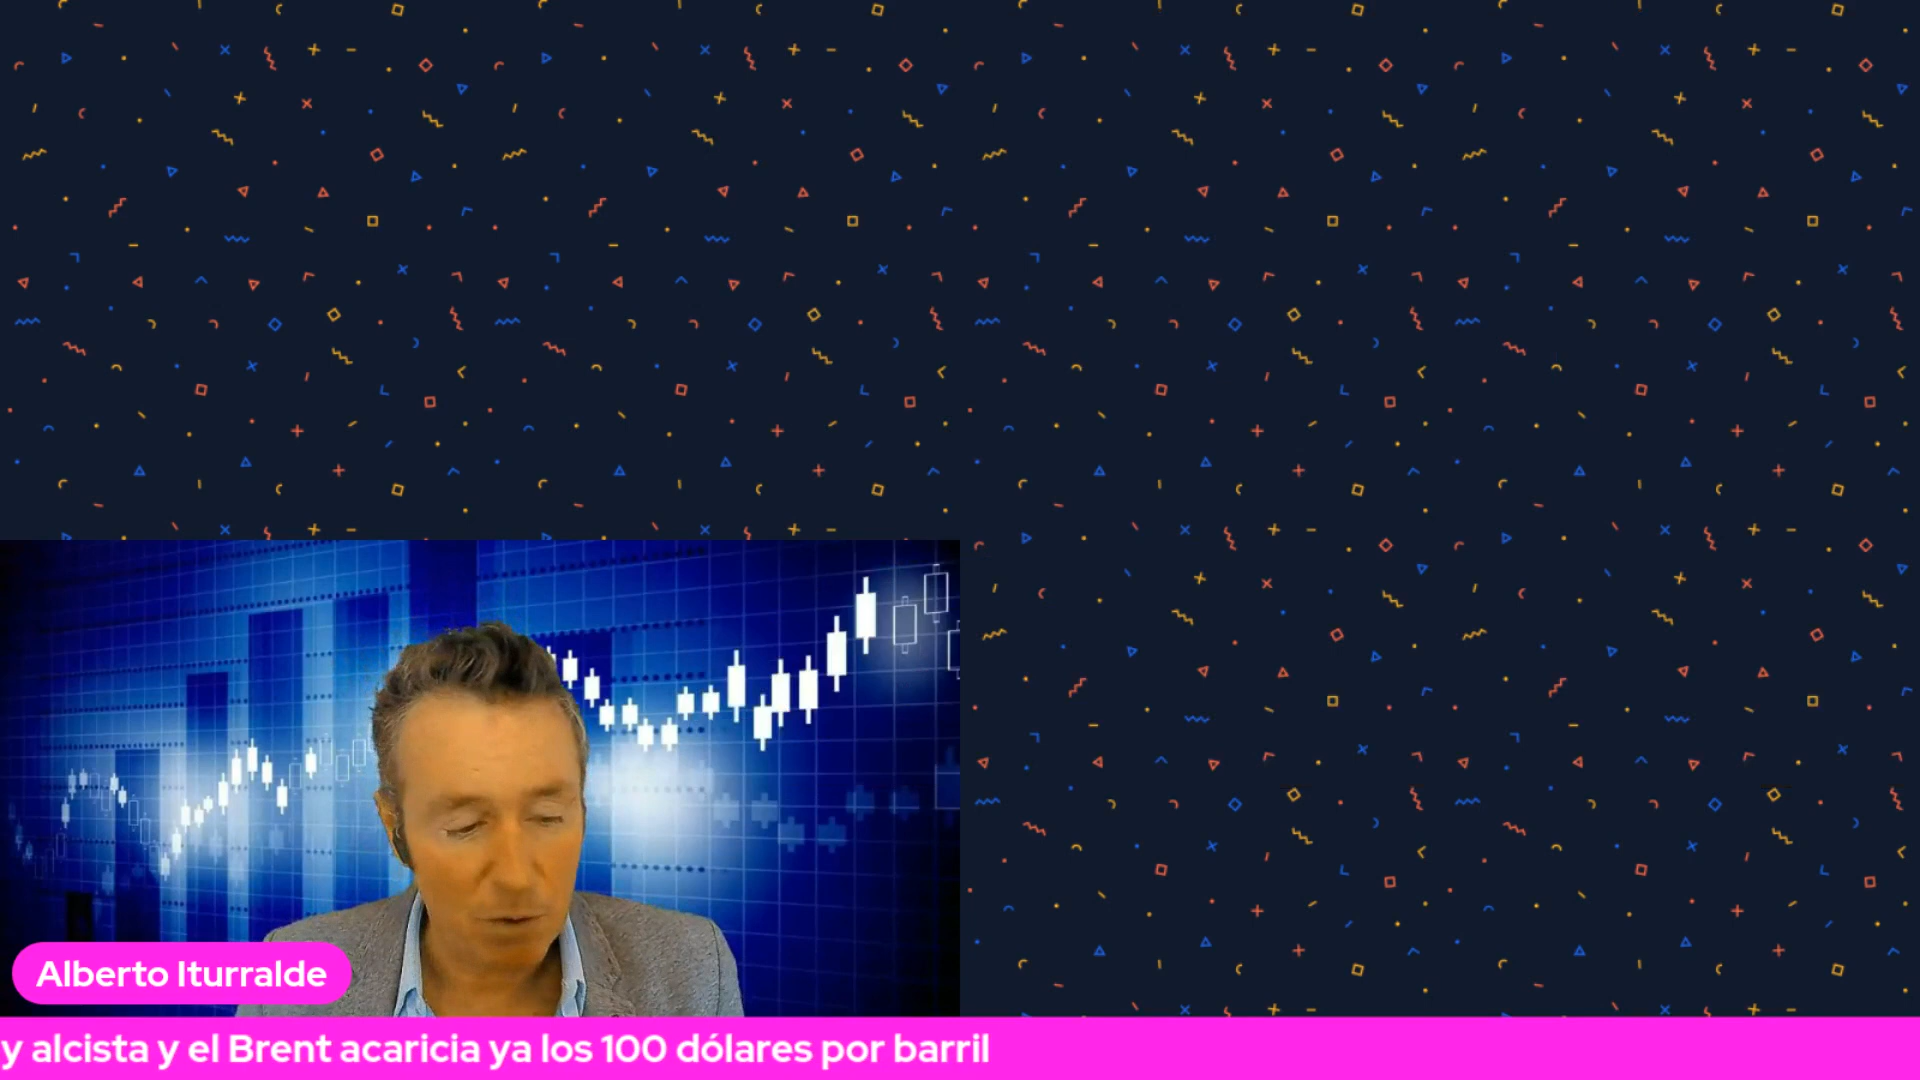 Alberto Iturralde
y alcista y el Brent acaricia ya los 100 dólares por barril